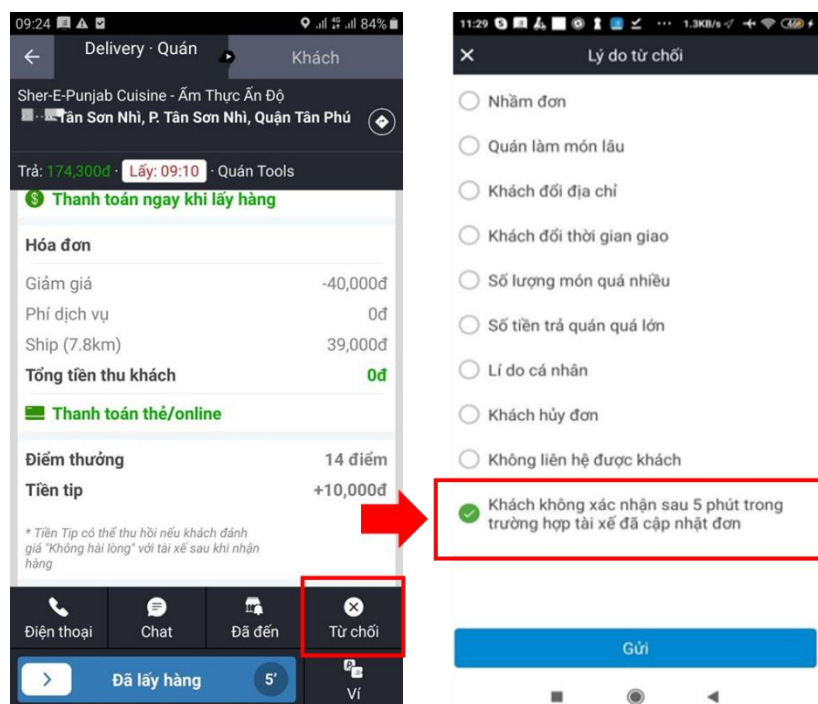 09:24
84%
Delivery · Quán
Khách
Sher-E-Punjab Cuisine - Ẩm Thực Ấn Độ
Tân Sơn Nhì, P. Tân Sơn Nhì, Quận Tân Phú
Trả: 174,300đ · Lấy: 09:10 · Quán Tools
Thanh toán ngay khi lấy hàng
Hóa đơn
Giảm giá -40,000đ
Phí dịch vụ 0đ
Ship (7.8km) 39,000đ
Tổng tiền thu khách 0đ
Thanh toán thẻ/online
Điểm thưởng 14 điểm
Tiền tip +10,000đ
* Tiền Tip có thể thu hồi nếu khách đánh
giá "Không hài lòng" với tài xế sau khi nhận
hàng
Điện thoại Chat Đã đến Từ chối
Đã lấy hàng 5'
Ví
11:29 ··· 1.3KB/s
Lý do từ chối
Nhầm đơn
Quán làm món lâu
Khách đổi địa chỉ
Khách đổi thời gian giao
Số lượng món quá nhiều
Số tiền trả quán quá lớn
Lí do cá nhân
Khách hủy đơn
Không liên hệ được khách
Khách không xác nhận sau 5 phút trong
trường hợp tài xế đã cập nhật đơn
Gửi